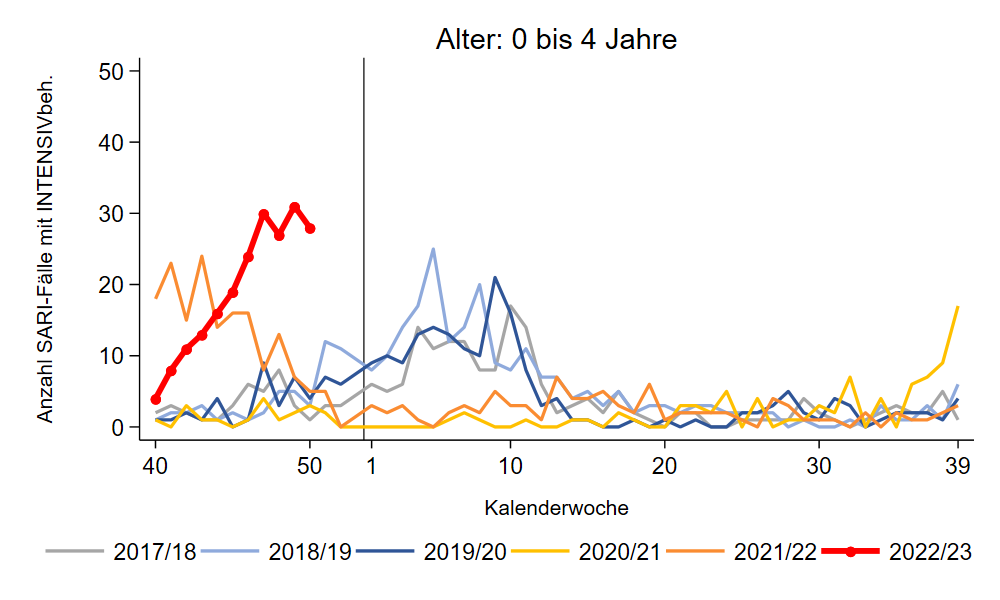 Alter: 0 bis 4 Jahre
Anzahl SARI-Fälle mit INTENSIVbeh.
50
40
30
20
10
0
40 50 1 10 20 30 39
Kalenderwoche
2017/18 2018/19 2019/20 2020/21 2021/22 2022/23